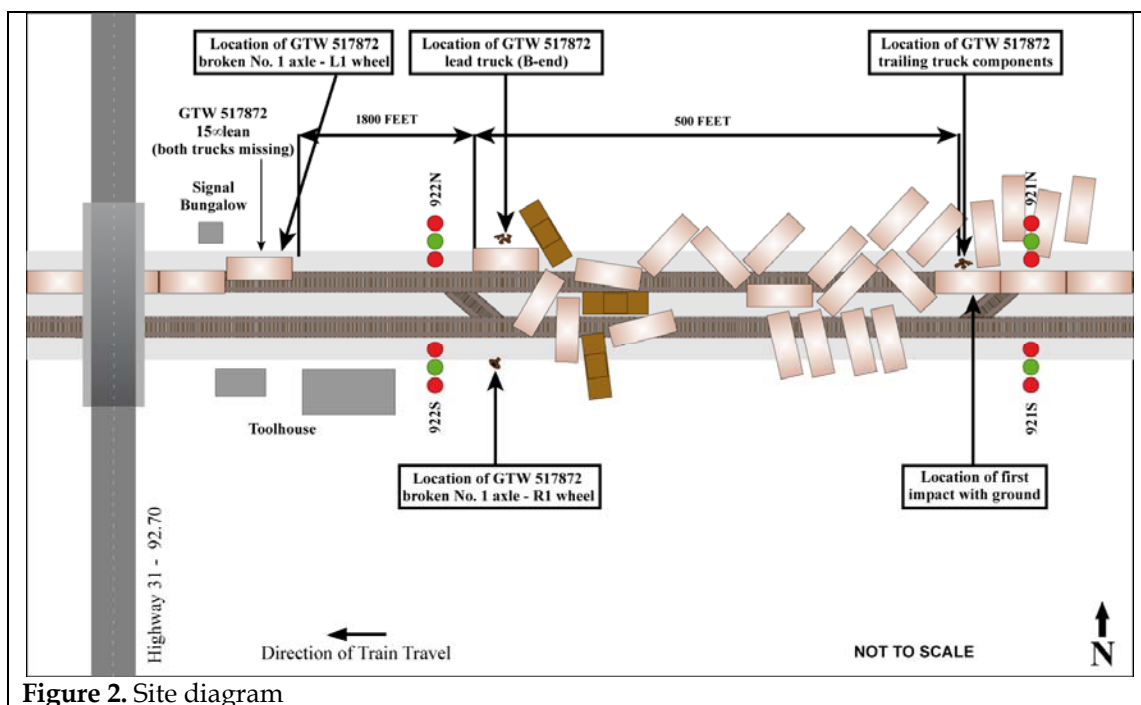 Location of GTW 517872
broken No. 1 axle - L1 wheel
Location of GTW 517872
lead truck (B-end)
Location of GTW 517872
trailing truck components
GTW 517872
15∞lean
(both trucks missing)
1800 FEET
500 FEET
Signal
Bungalow
922N
921N
Toolhouse
922S
921S
Location of GTW 517872
broken No. 1 axle - R1 wheel
Location of first
impact with ground
Highway 31 - 92.70
Direction of Train Travel
NOT TO SCALE
N
Figure 2. Site diagram